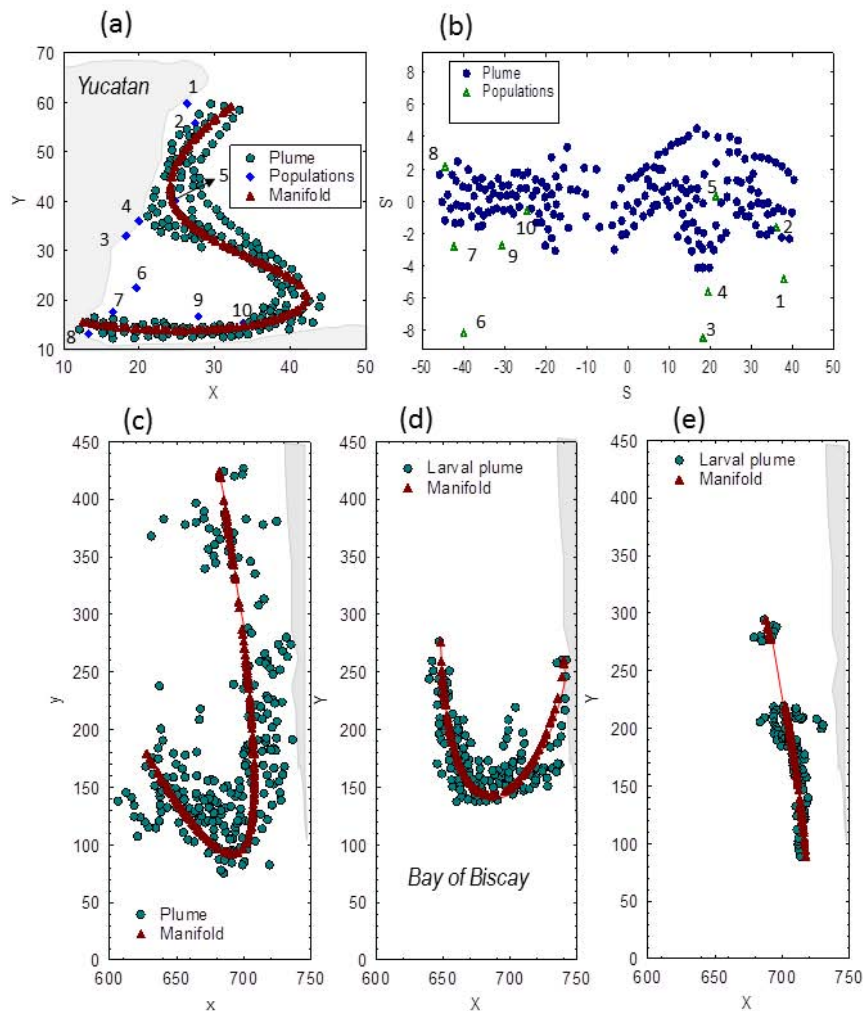 (a)
70
60
50
40
30
20
10
Y
Yucatan
1
2
5
4
3
6
7
9
10
8
Plume
Populations
Manifold
10 20 30 40 50
X
(b)
8
6
4
2
0
-2
-4
-6
-8
S'
Plume
Populations
8
5
10
2
7
9
4
1
6
3
-50 -40 -30 -20 -10 0 10 20 30 40 50
S
(c)
450
400
350
300
250
200
150
100
50
0
y
Plume
Manifold
600 650 700 750
x
(d)
450
400
350
300
250
200
150
100
50
0
Y
Larval plume
Manifold
Bay of Biscay
600 650 700 750
X
(e)
450
400
350
300
250
200
150
100
50
0
Y
Larval plume
Manifold
600 650 700 750
X